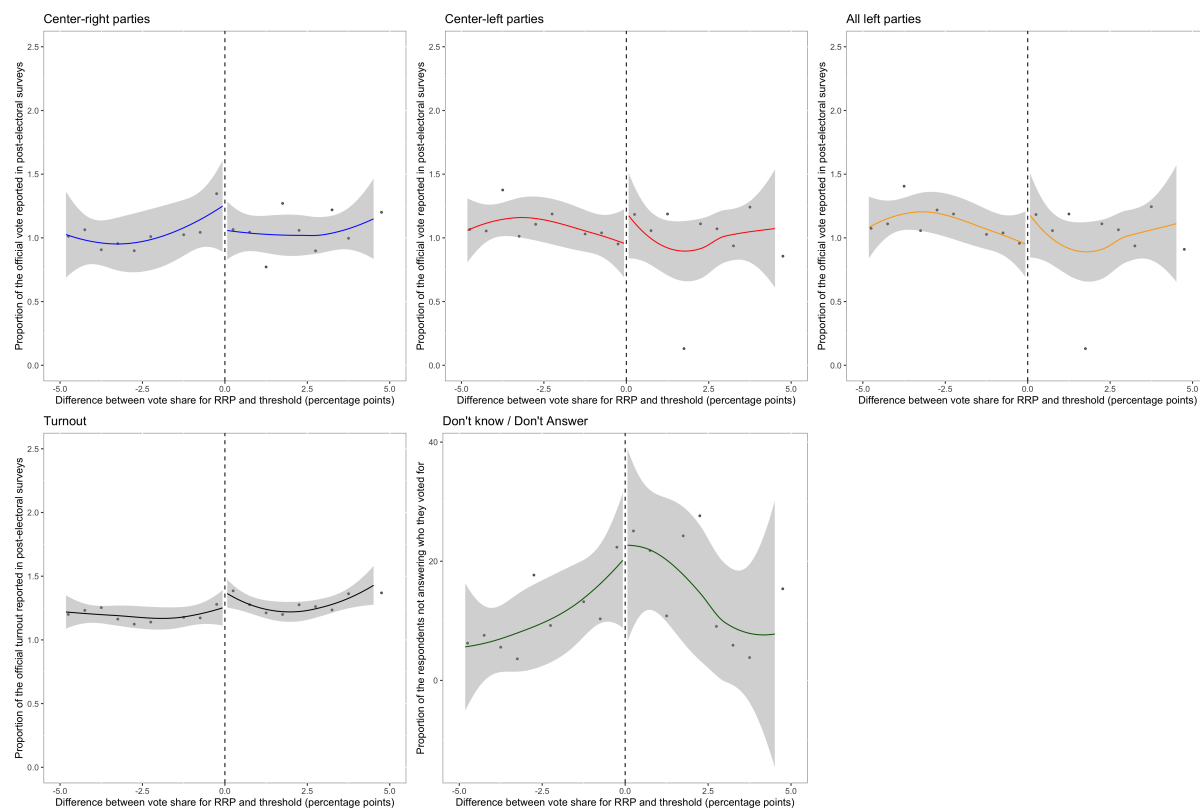 Center-right parties
Proportion of the official vote reported in post-electoral surveys
2.5
2.0
1.5
1.0
0.5
0.0
-5.0 -2.5 0.0 2.5 5.0
Difference between vote share for RRP and threshold (percentage points)
Center-left parties
Proportion of the official vote reported in post-electoral surveys
2.5
2.0
1.5
1.0
0.5
0.0
-5.0 -2.5 0.0 2.5 5.0
Difference between vote share for RRP and threshold (percentage points)
All left parties
Proportion of the official vote reported in post-electoral surveys
2.5
2.0
1.5
1.0
0.5
0.0
-5.0 -2.5 0.0 2.5 5.0
Difference between vote share for RRP and threshold (percentage points)
Turnout
Proportion of the official turnout reported in post-electoral surveys
2.5
2.0
1.5
1.0
0.5
0.0
-5.0 -2.5 0.0 2.5 5.0
Difference between vote share for RRP and threshold (percentage points)
Don't know / Don't Answer
Proportion of the respondents not answering who they voted for
40
20
0
-5.0 -2.5 0.0 2.5 5.0
Difference between vote share for RRP and threshold (percentage points)